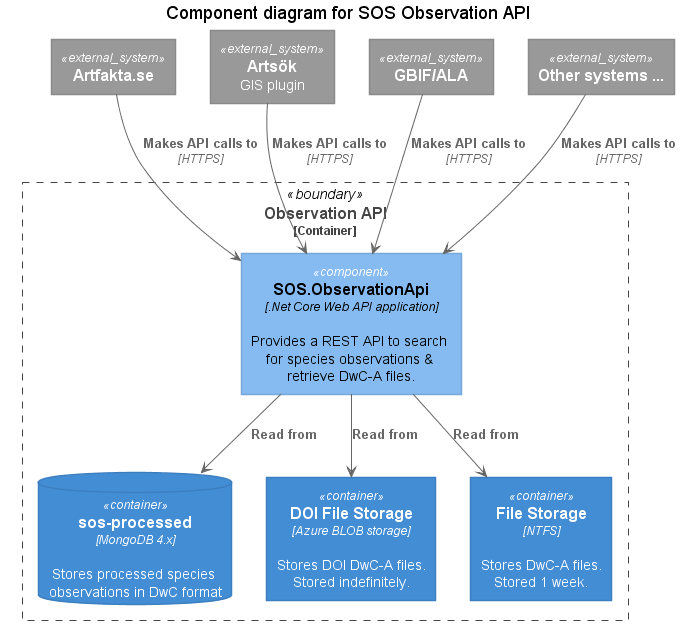 Component diagram for SOS Observation API
«external_system»
Artfakta.se
«external_system»
Artsök
GIS plugin
«external_system»
GBIF/ALA
«external_system»
Other systems ...
Makes API calls to
[HTTPS]
Makes API calls to
[HTTPS]
Makes API calls to
[HTTPS]
Makes API calls to
[HTTPS]
«boundary»
Observation API
[Container]
«component»
SOS.ObservationApi
[.Net Core Web API application]
Provides a REST API to search
for species observations &
retrieve DwC-A files.
Read from
Read from
Read from
«container»
sos-processed
[MongoDB 4.x]
Stores processed species
observations in DwC format
«container»
DOI File Storage
[Azure BLOB storage]
Stores DOI DwC-A files.
Stored indefinitely.
«container»
File Storage
[NTFS]
Stores DwC-A files.
Stored 1 week.